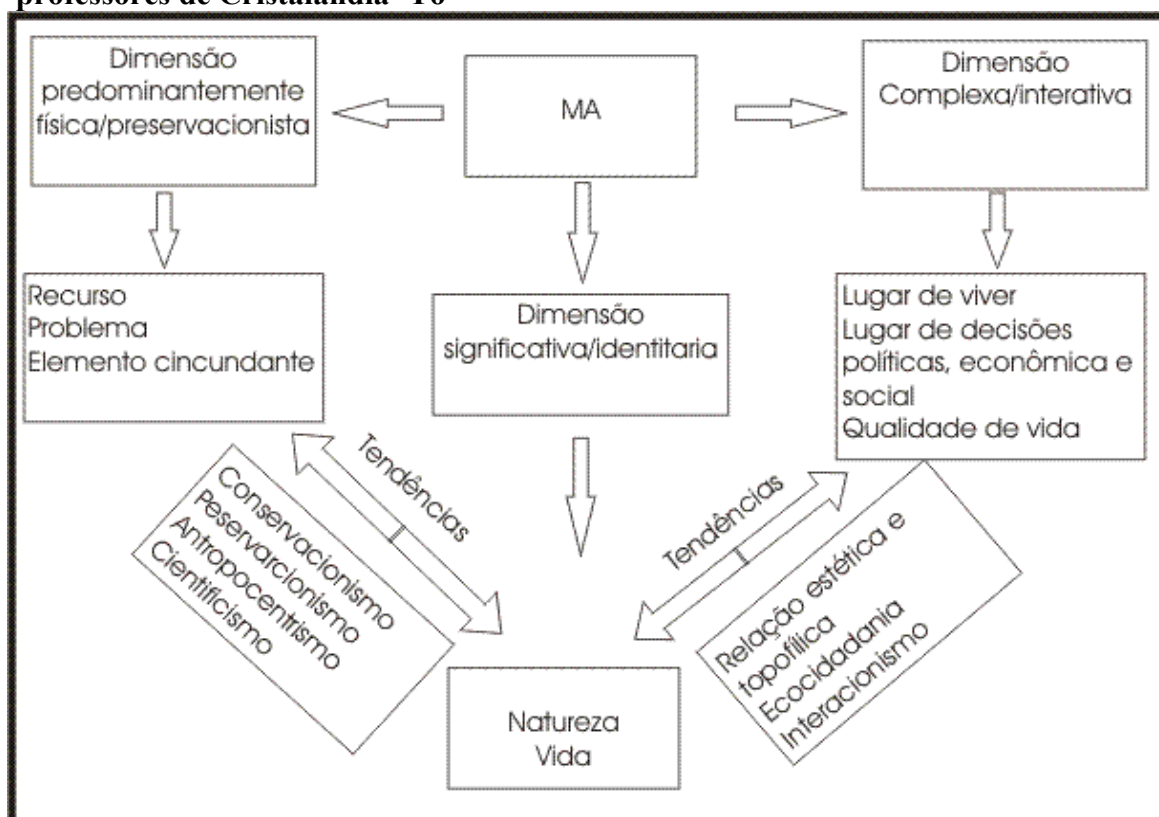 professores de Cristalândia -To
Dimensão
predominantemente
física/preservacionista
MA
Dimensão
Complexa/interativa
Recurso
Problema
Elemento cincundante
Dimensão
significativa/identitaria
Lugar de viver
Lugar de decisões
políticas, econômica e
social
Qualidade de vida
Tendências
Conservacionismo
Peservarcionismo
Antropocentrismo
Cientificismo
Tendências
Relação estética e
topofílica
Ecocidadania
Interacionismo
Natureza
Vida